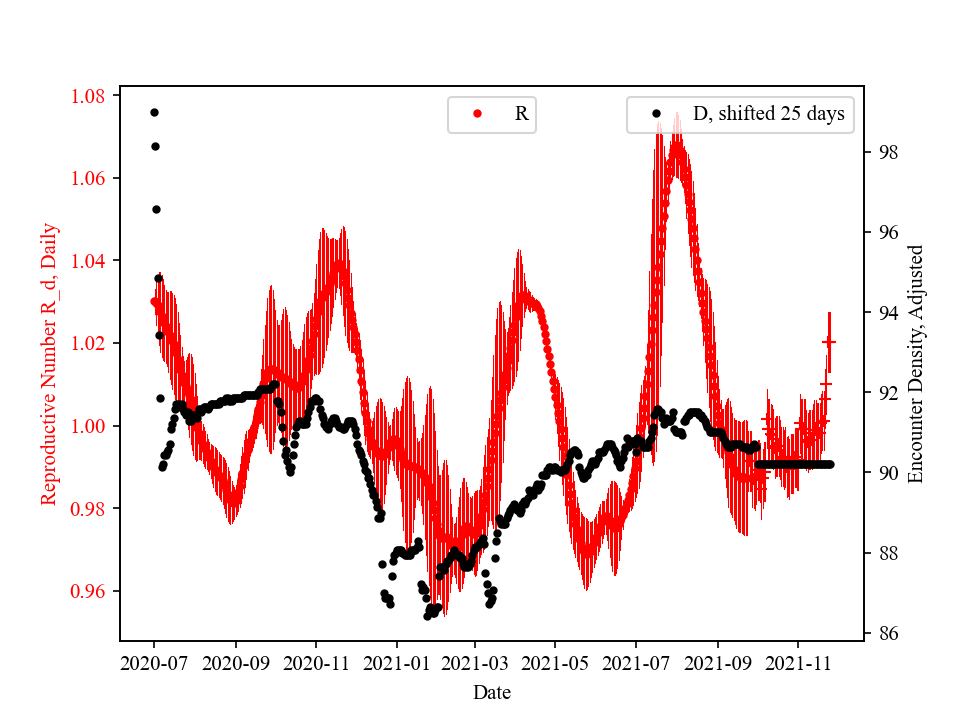 R
D, shifted 25 days
Reproductive Number R_d, Daily
1.08
1.06
1.04
1.02
1.00
0.98
0.96
98
96
94
92
90
88
86
Encounter Density, Adjusted
2020-07 2020-09 2020-11 2021-01 2021-03 2021-05 2021-07 2021-09 2021-11
Date